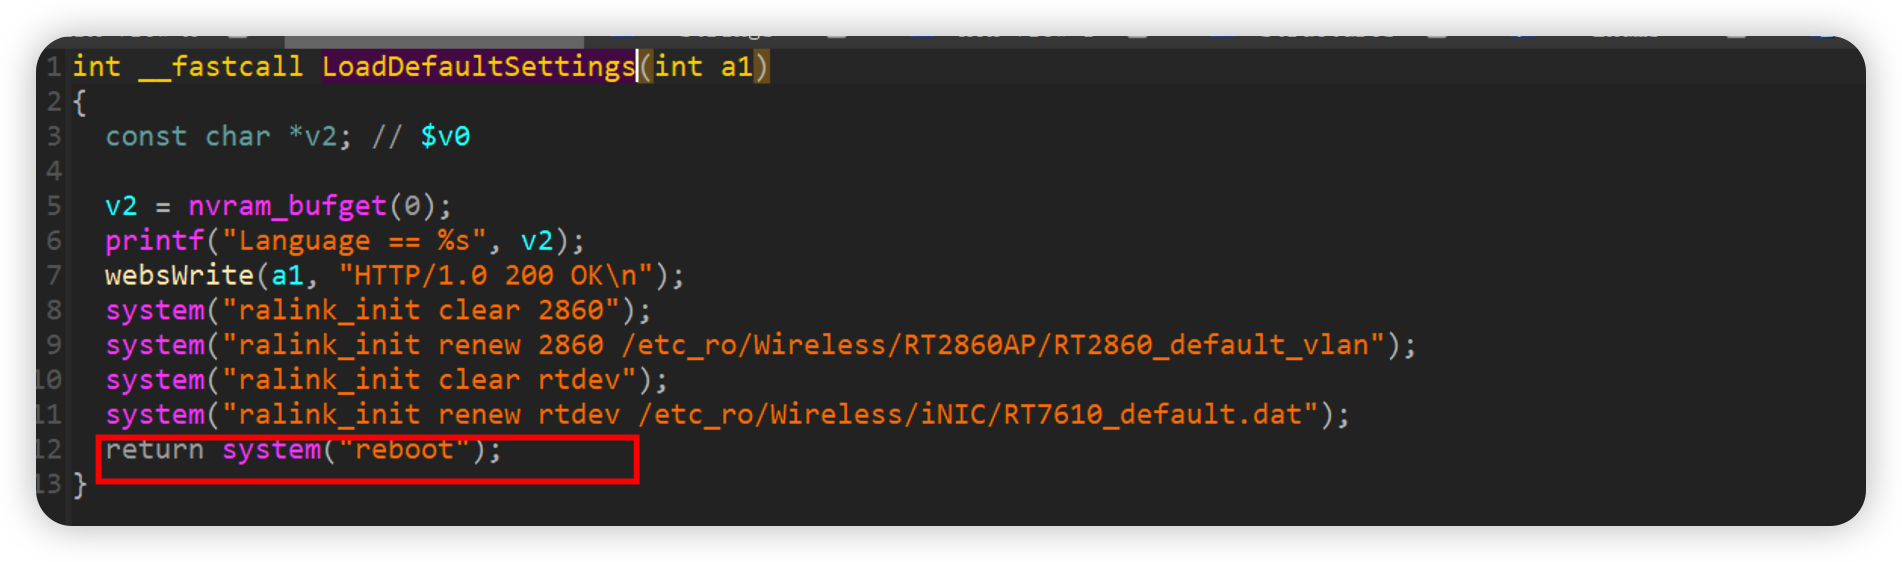 1 int __fastcall LoadDefaultSettings(int a1)
2 {
3   const char *v2; // $v0
4
5   v2 = nvram_bufget(0);
6   printf("Language == %s", v2);
7   websWrite(a1, "HTTP/1.0 200 OK\n");
8   system("ralink_init clear 2860");
9   system("ralink_init renew 2860 /etc_ro/Wireless/RT2860AP/RT2860_default_vlan");
10   system("ralink_init clear rtdev");
11   system("ralink_init renew rtdev /etc_ro/Wireless/iNIC/RT7610_default.dat");
12   return system("reboot");
13 }